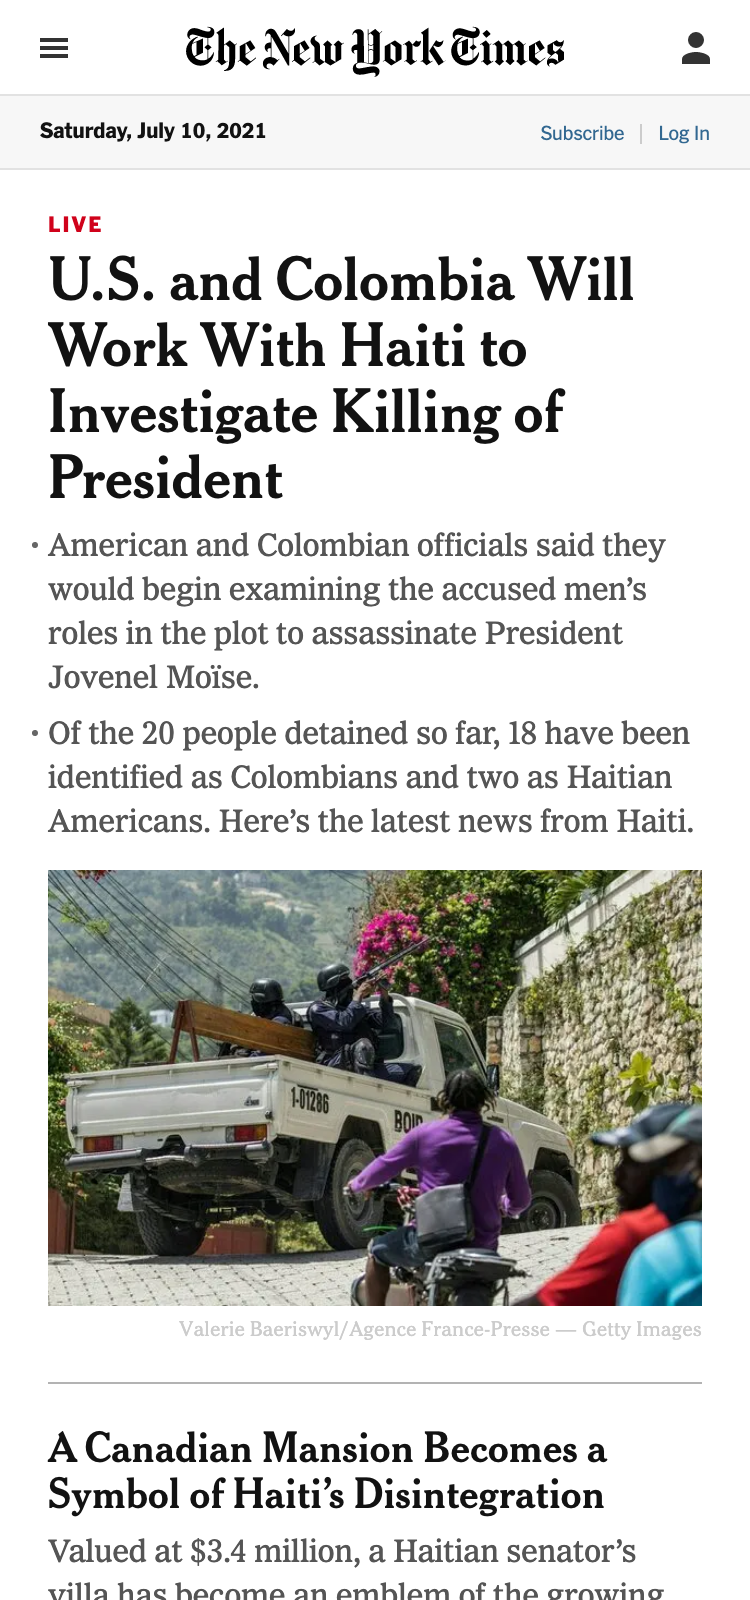 The New York Times
Saturday, July 10, 2021
Subscribe
Log In
LIVE
U.S. and Colombia Will
Work With Haiti to
Investigate Killing of
President
• American and Colombian officials said they
would begin examining the accused men’s
roles in the plot to assassinate President
Jovenel Moïse.
• Of the 20 people detained so far, 18 have been
identified as Colombians and two as Haitian
Americans. Here’s the latest news from Haiti.
1-01286
Valerie Baeriswyl/Agence France-Presse — Getty Images
A Canadian Mansion Becomes a
Symbol of Haiti’s Disintegration
Valued at $3.4 million, a Haitian senator’s
villa has become an emblem of the growing